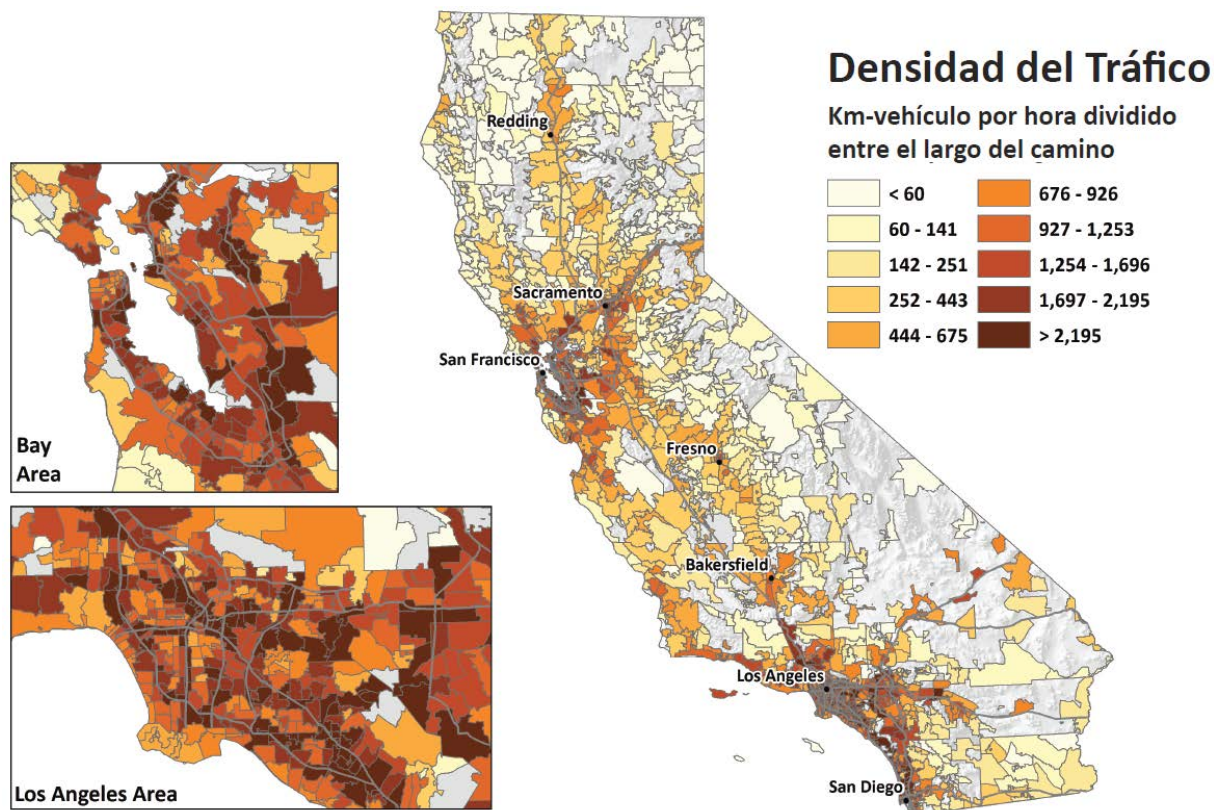 Densidad del Tráfico
Km-vehículo por hora dividido
entre el largo del camino
< 60
60 - 141
142 - 251
252 - 443
444 - 675
676 - 926
927 - 1,253
1,254 - 1,696
1,697 - 2,195
> 2,195
Redding
Sacramento
San Francisco
Fresno
Bakersfield
Los Angeles
San Diego
Bay
Area
Los Angeles Area